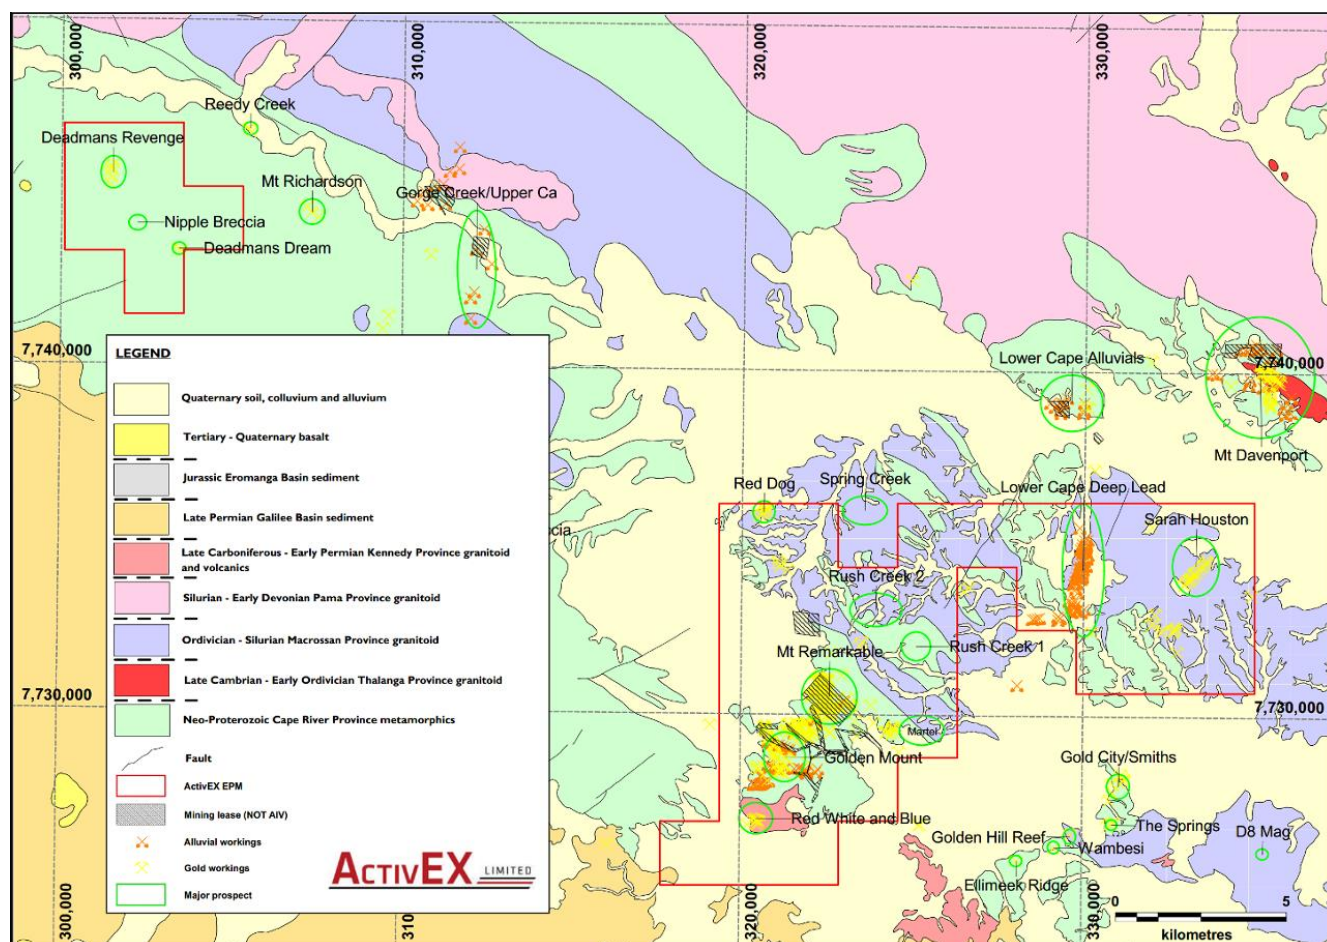 300,000
310,000
320,000
330,000
Reedy Creek
Deadmans Revenge
Mt Richardson
Gorge Creek/Upper Ca
Nipple Breccia
Deadmans Dream
7,740,000
Lower Cape Alluvials
7,740,000
Mt Davenport
LEGEND
Quaternary soil, colluvium and alluvium
Tertiary - Quaternary basalt
Jurassic Eromanga Basin sediment
Late Permian Galilee Basin sediment
Late Carboniferous - Early Permian Kennedy Province granitoid
and volcanics
Silurian - Early Devonian Pama Province granitoid
Ordivician - Silurian Macrossan Province granitoid
Late Cambrian - Early Ordivician Thalanga Province granitoid
Neo-Proterozoic Cape River Province metamorphics
Fault
ActivEX EPM
Mining lease (NOT AIV)
Alluvial workings
Gold workings
Major prospect
ACTIVEX LIMITED
Red Dog
Spring Creek
Lower Cape Deep Lead
Sarah Houston
cia
Rush Creek 2
Mt Remarkable
Rush Creek 1
7,730,000
7,730,000
Martel
Golden Mount
Gold City/Smiths
Red White and Blue
Golden Hill Reef
The Springs
D8 Mag
Wambesi
Ellimeek Ridge
300,000
310
320,000
330,000
0
5
kilometres